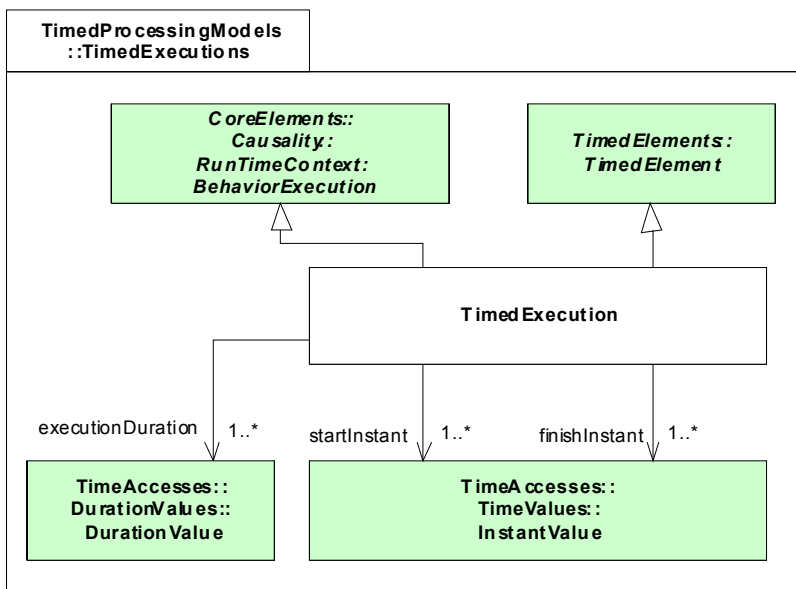 TimedProcessingModels
::TimedExecutions
CoreElements::
Causality::
RunTimeContext:
BehaviorExecution
TimedElements::
TimedElement
TimedExecution
executionDuration
1..*
startInstant
1..*
finishInstant
1..*
TimeAccesses::
DurationValues::
DurationValue
TimeAccesses::
TimeValues::
InstantValue